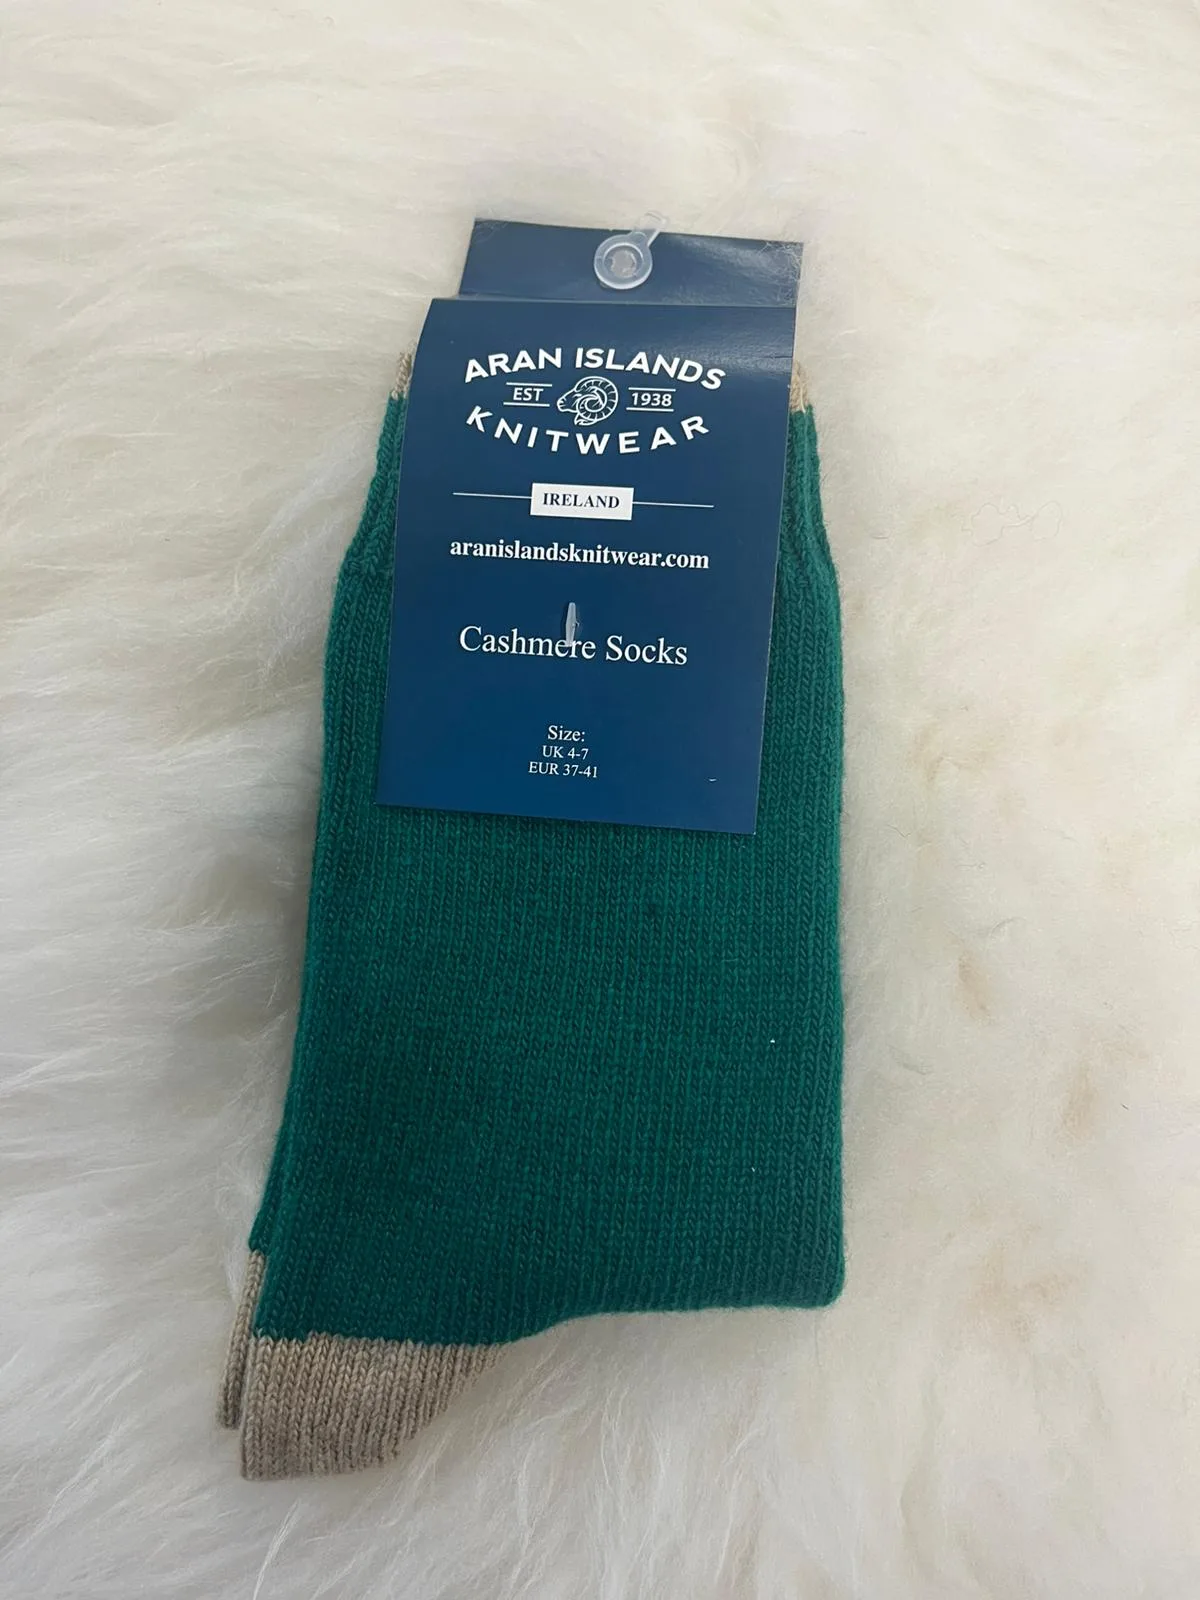 ARAN ISLANDS
EST 1938
KNITWEAR
IRELAND
aranislandsknitwear.com
Cashmere Socks
Size:
UK 4-7
EUR 37-41